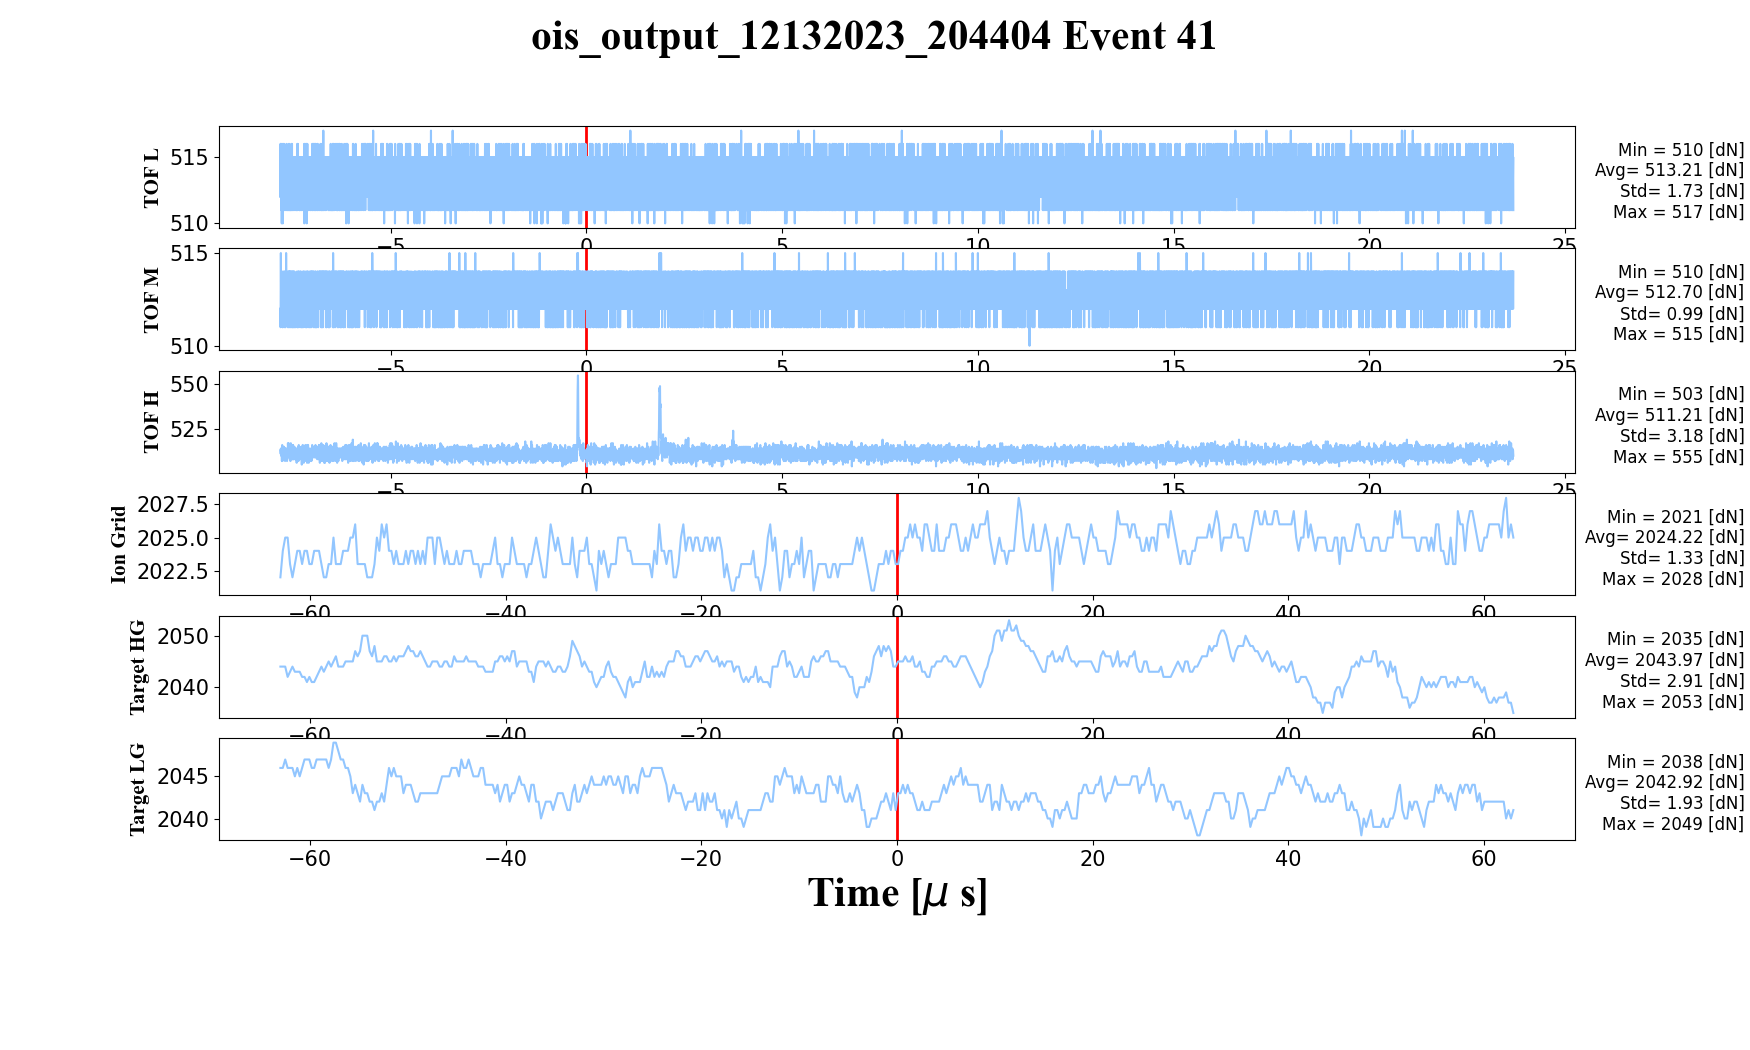 ois_output_12132023_204404 Event 41
TOF L
515
510
−5 0 5 10 15 20 25
Min = 510 [dN]
Avg= 513.21 [dN]
Std= 1.73 [dN]
Max = 517 [dN]
TOF M
515
510
−5 0 5 10 15 20 25
Min = 510 [dN]
Avg= 512.70 [dN]
Std= 0.99 [dN]
Max = 515 [dN]
TOF H
550
525
−5 0 5 10 15 20 25
Min = 503 [dN]
Avg= 511.21 [dN]
Std= 3.18 [dN]
Max = 555 [dN]
Ion Grid
2027.5
2025.0
2022.5
−60 −40 −20 0 20 40 60
Min = 2021 [dN]
Avg= 2024.22 [dN]
Std= 1.33 [dN]
Max = 2028 [dN]
Target HG
2050
2040
−60 −40 −20 0 20 40 60
Min = 2035 [dN]
Avg= 2043.97 [dN]
Std= 2.91 [dN]
Max = 2053 [dN]
Target LG
2045
2040
−60 −40 −20 0 20 40 60
Min = 2038 [dN]
Avg= 2042.92 [dN]
Std= 1.93 [dN]
Max = 2049 [dN]
Time [μ s]